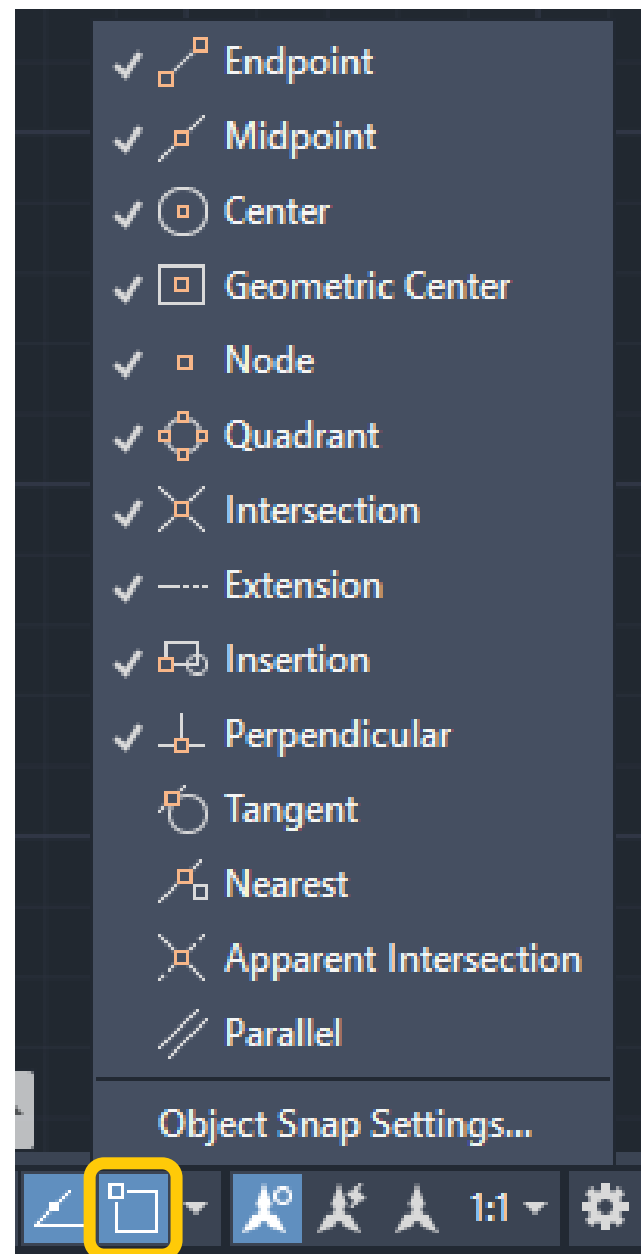 Endpoint
Midpoint
Center
Geometric Center
Node
Quadrant
Intersection
Extension
Insertion
Perpendicular
Tangent
Nearest
Apparent Intersection
Parallel
Object Snap Settings...
1:1